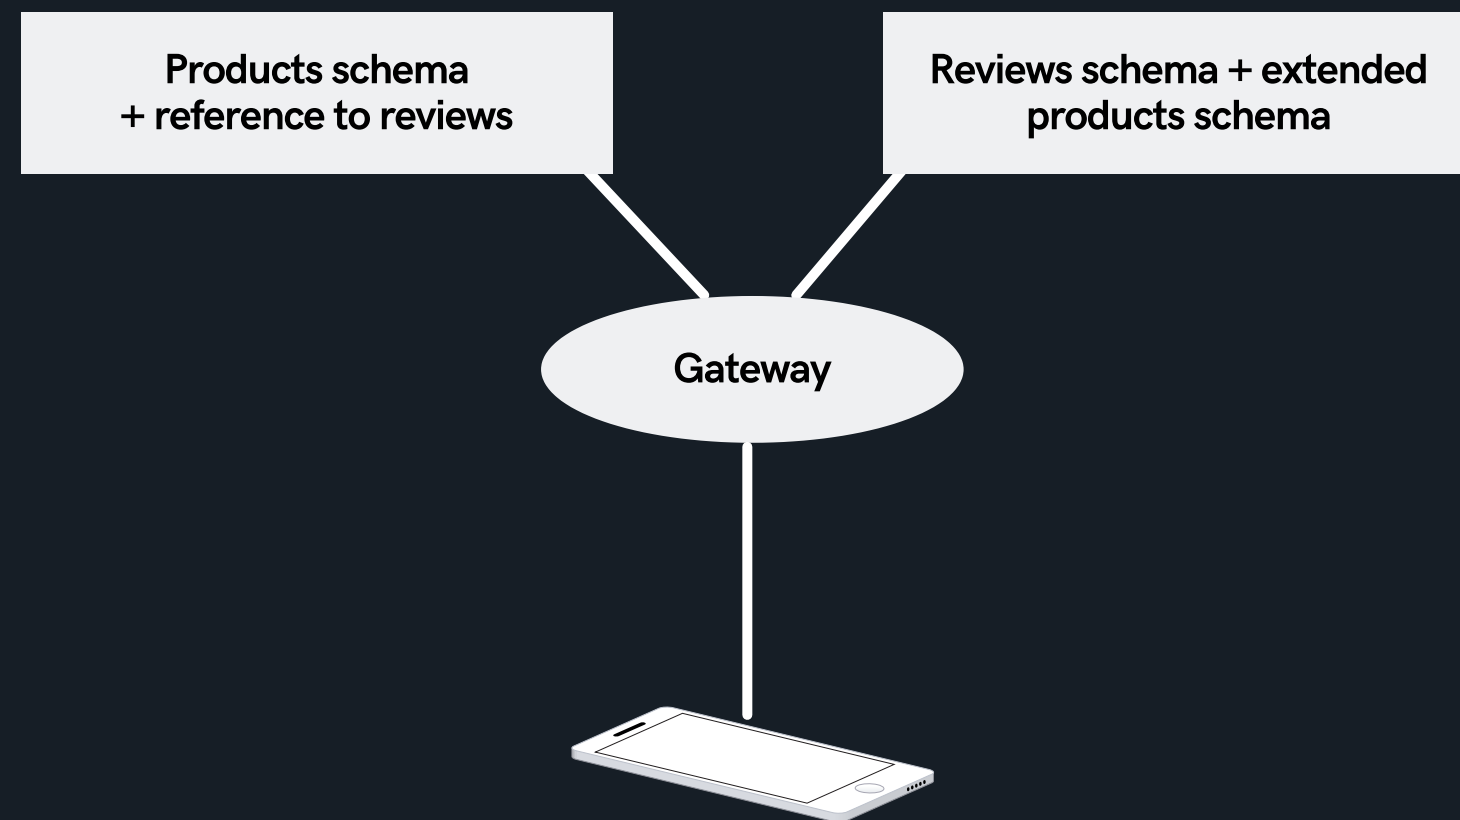 Products schema
+ reference to reviews
Reviews schema + extended
products schema
Gateway